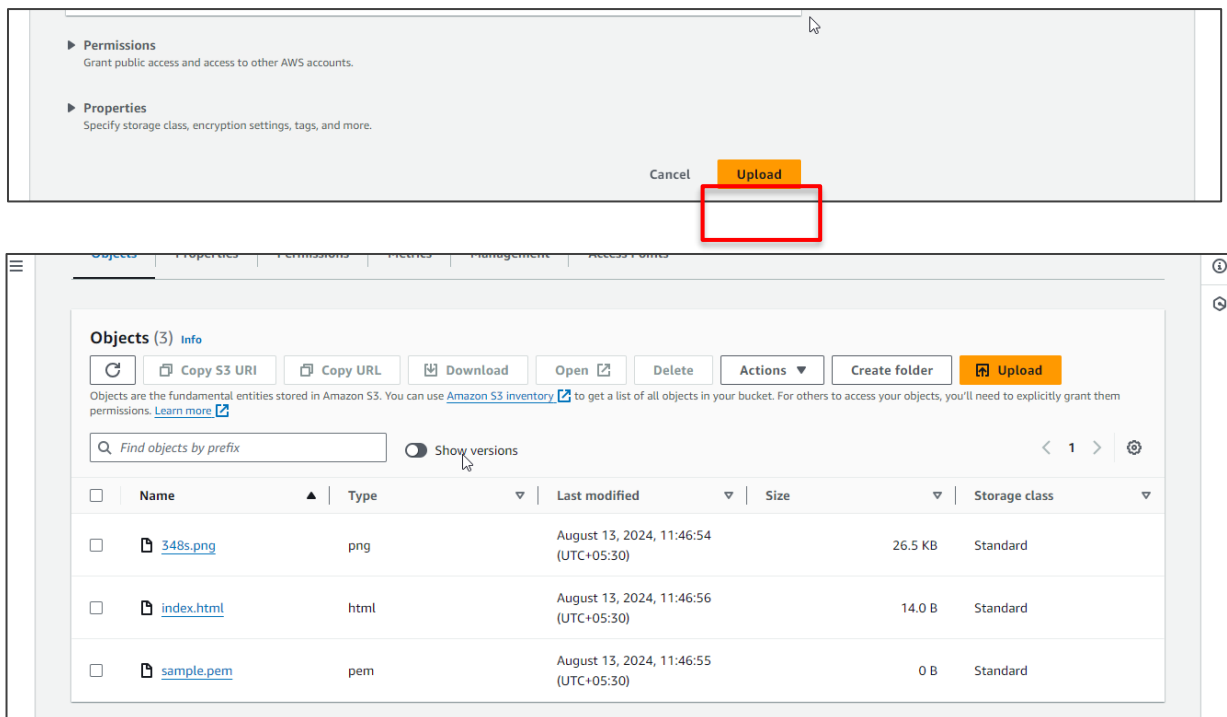 Permissions
Grant public access and access to other AWS accounts.
Properties
Specify storage class, encryption settings, tags, and more.
Cancel Upload
Objects Properties Permissions Metrics Management Access Points
Objects (3) Info
Copy S3 URI Copy URL Download Open Delete Actions Create folder Upload
Objects are the fundamental entities stored in Amazon S3. You can use Amazon S3 inventory to get a list of all objects in your bucket. For others to access your objects, you'll need to explicitly grant them
permissions. Learn more
Find objects by prefix Show versions 1
Name Type Last modified Size Storage class
348s.png png August 13, 2024, 11:46:54 (UTC+05:30) 26.5 KB Standard
index.html html August 13, 2024, 11:46:56 (UTC+05:30) 14.0 B Standard
sample.pem pem August 13, 2024, 11:46:55 (UTC+05:30) 0 B Standard